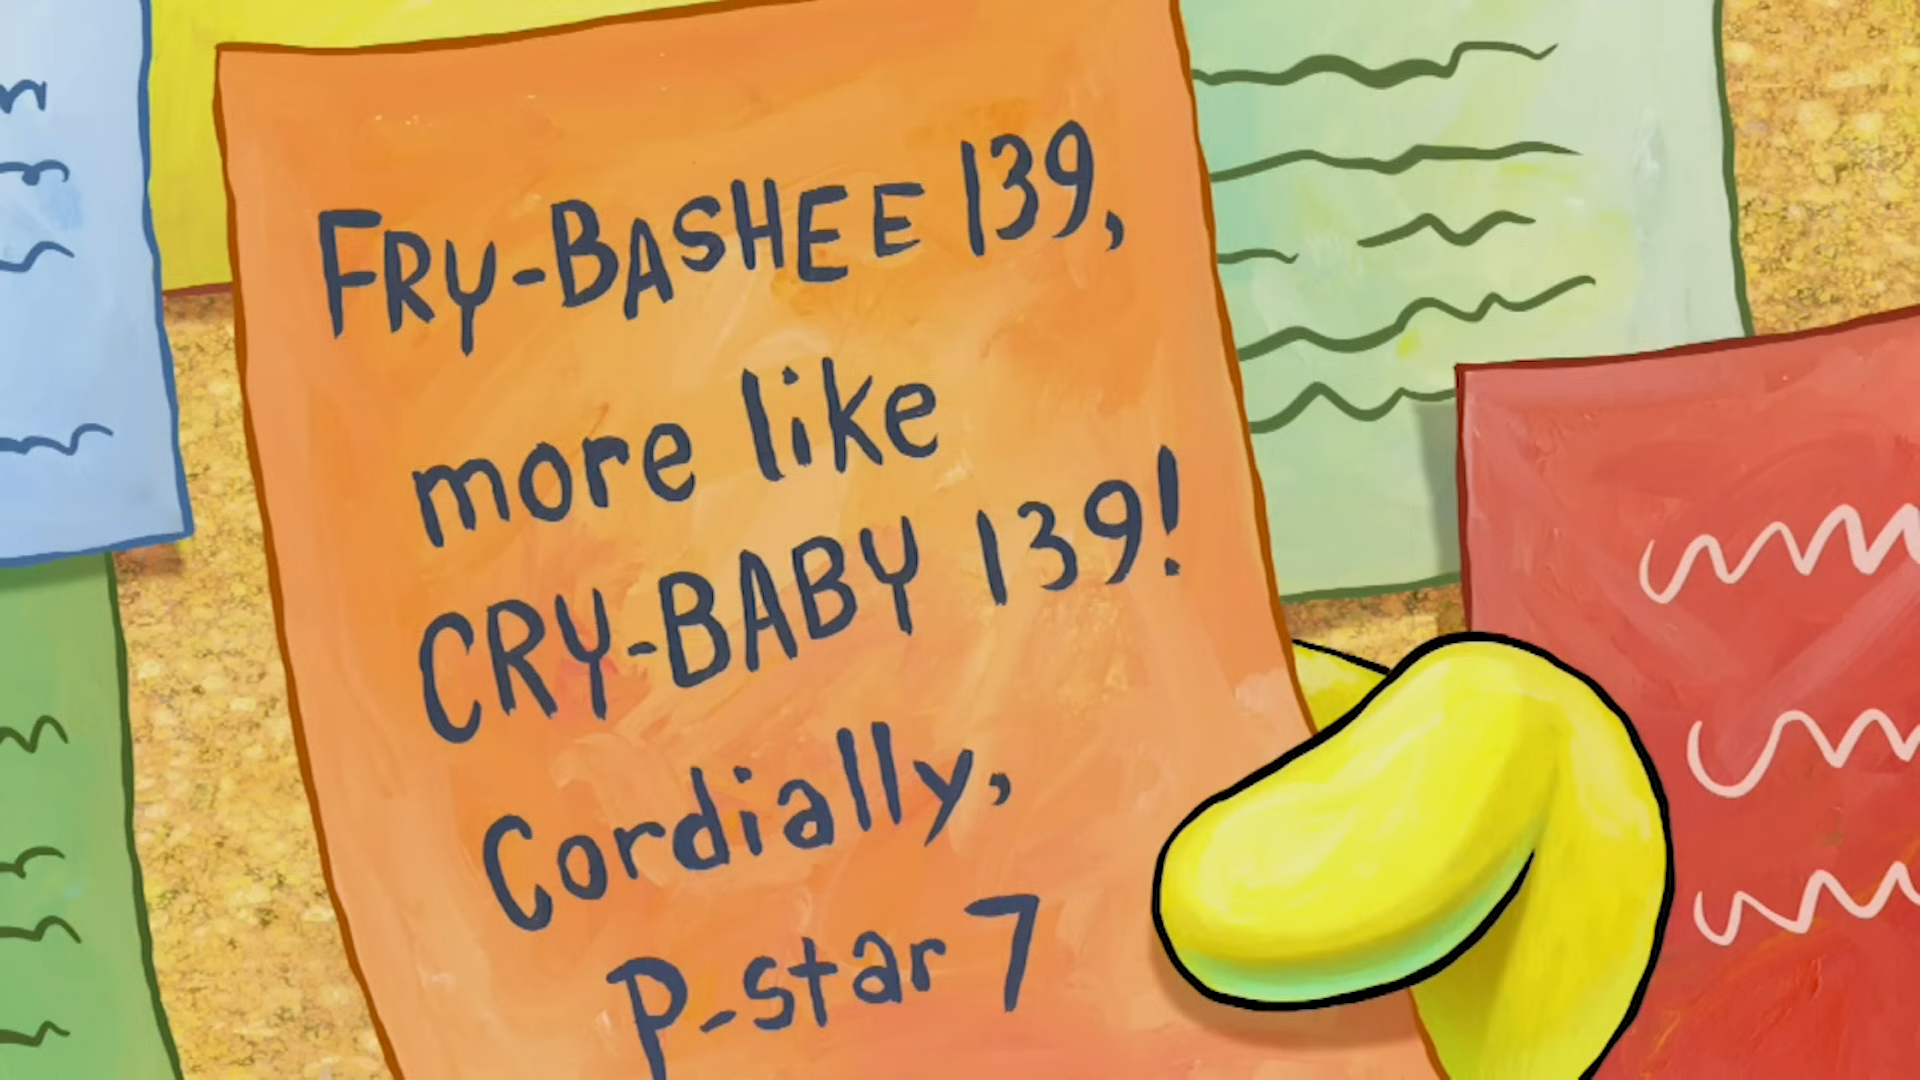 FRY-BASHEE 139,
more like
CRY-BABY 139!
Cordially,
P-star 7